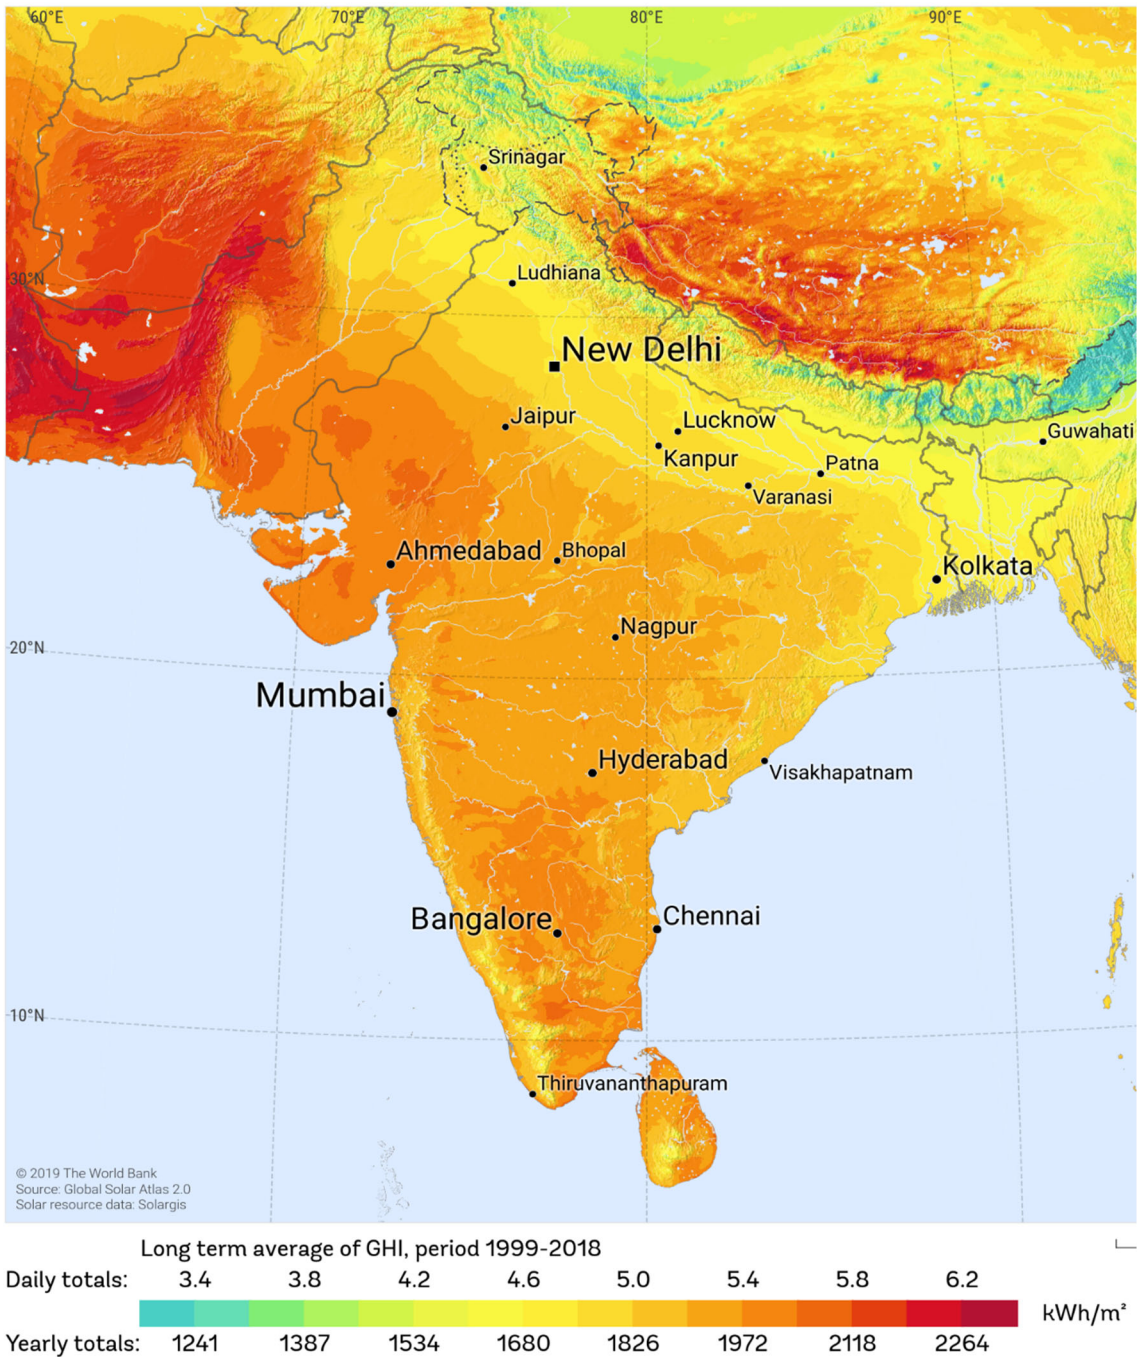 60°E 70°E 80°E 90°E
Srinagar
Ludhiana
30°N
New Delhi
Jaipur
Lucknow
Guwahati
Kanpur
Patna
Varanasi
Ahmedabad
Bhopal
Kolkata
Nagpur
20°N
Mumbai
Hyderabad
Visakhapatnam
Bangalore
Chennai
10°N
Thiruvananthapuram
© 2019 The World Bank
Source: Global Solar Atlas 2.0
Solar resource data: Solargis
Long term average of GHI, period 1999-2018
Daily totals: 3.4 3.8 4.2 4.6 5.0 5.4 5.8 6.2
kWh/m²
Yearly totals: 1241 1387 1534 1680 1826 1972 2118 2264